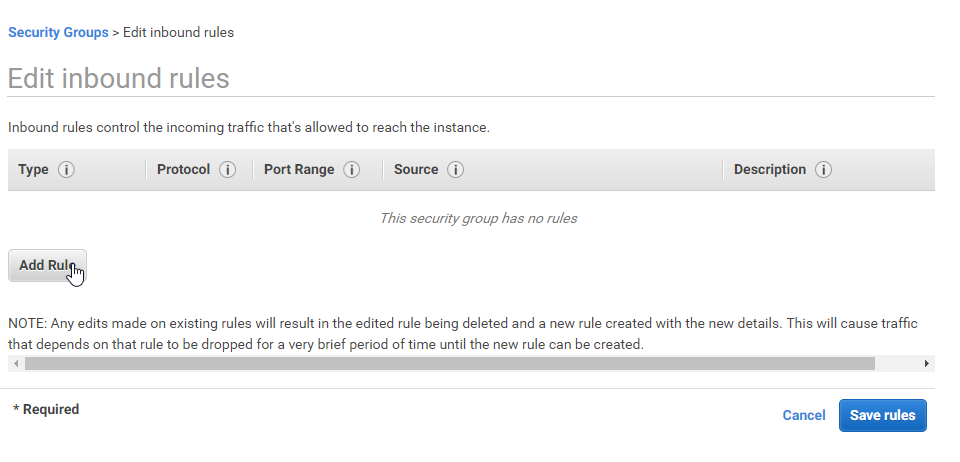 Security Groups > Edit inbound rules
Edit inbound rules
Inbound rules control the incoming traffic that's allowed to reach the instance.
Type Protocol Port Range Source Description
This security group has no rules
Add Rule
NOTE: Any edits made on existing rules will result in the edited rule being deleted and a new rule created with the new details. This will cause traffic
that depends on that rule to be dropped for a very brief period of time until the new rule can be created.
* Required
Cancel Save rules